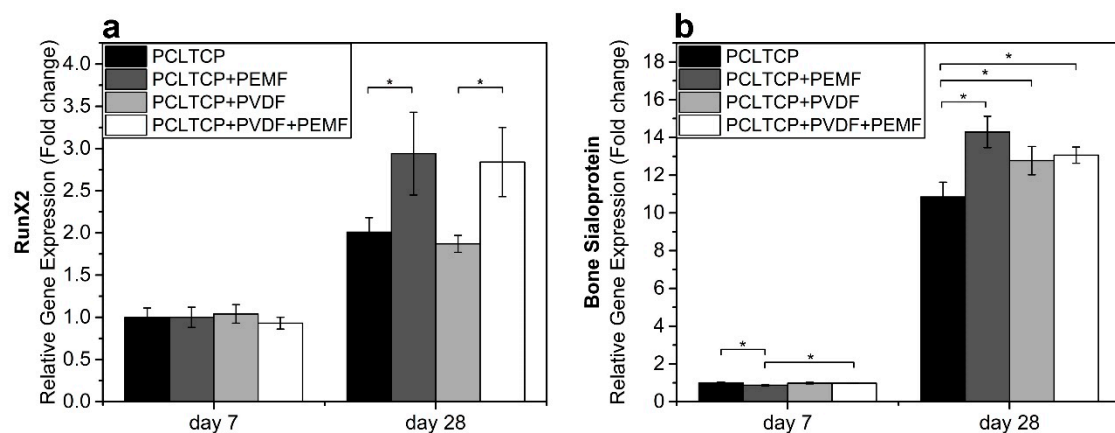 a
RunX2
Relative Gene Expression (Fold change)
4.0
3.5
3.0
2.5
2.0
1.5
1.0
0.5
0.0
PCLTCP
PCLTCP+PEMF
PCLTCP+PVDF
PCLTCP+PVDF+PEMF
*
*
day 7
day 28
b
Bone Sialoprotein
Relative Gene Expression (Fold change)
18
16
14
12
10
8
6
4
2
0
PCLTCP
PCLTCP+PEMF
PCLTCP+PVDF
PCLTCP+PVDF+PEMF
*
*
*
*
*
day 7
day 28